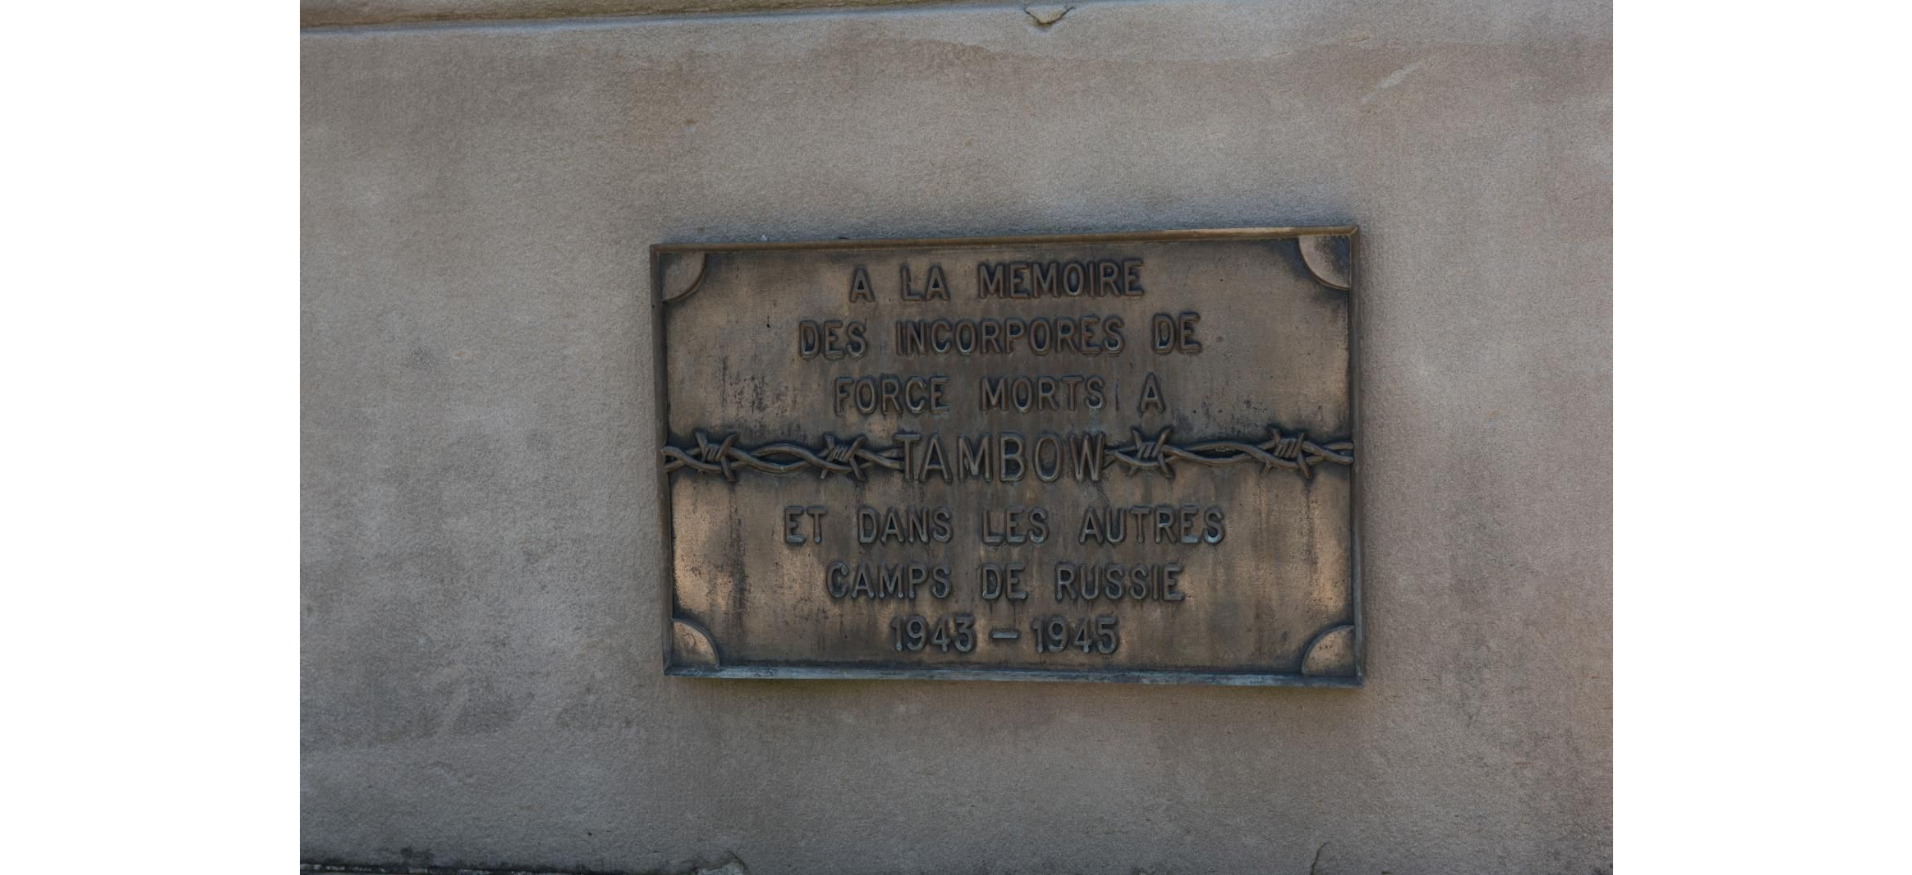 A LA MEMOIRE
DES INCORPORES DE
FORCE MORTS A
TAMBOW
ET DANS LES AUTRES
CAMPS DE RUSSIE
1943 – 1945